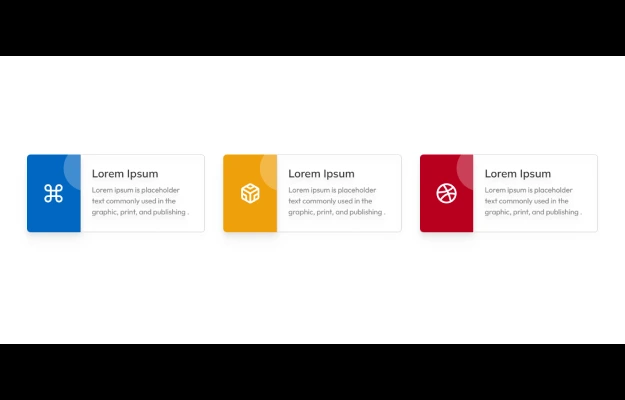 Lorem Ipsum
Lorem ipsum is placeholder
text commonly used in the
graphic, print, and publishing .
Lorem Ipsum
Lorem ipsum is placeholder
text commonly used in the
graphic, print, and publishing .
Lorem Ipsum
Lorem ipsum is placeholder
text commonly used in the
graphic, print, and publishing .